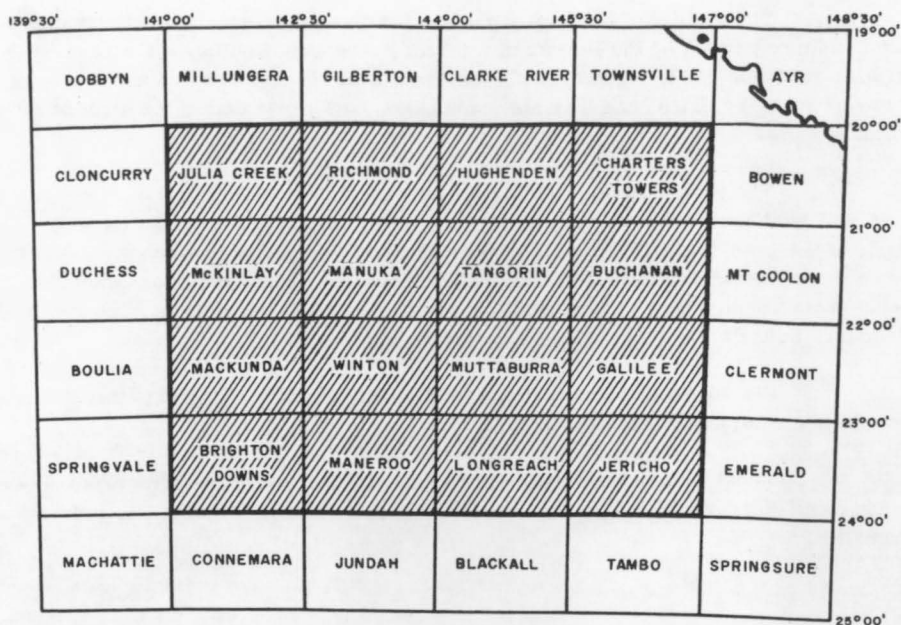 139°30' 141°00' 142°30' 144°00' 145°30' 147°00' 148°30'
19°00'
DOBBYN MILLUNGERA GILBERTON CLARKE RIVER TOWNSVILLE AYR
20°00'
CLONCURRY JULIA CREEK RICHMOND HUGHENDEN CHARTERS
TOWERS BOWEN
21°00'
DUCHESS McKINLAY MANUKA TANGORIN BUCHANAN MT COOLON
22°00'
BOULIA MACKUNDA WINTON MUTTABURRA GALILEE CLERMONT
23°00'
SPRINGVALE BRIGHTON
DOWNS MANEROO LONGREACH JERICHO EMERALD
24°00'
MACHATTIE CONNEMARA JUNDAH BLACKALL TAMBO SPRINGSURE
25°00'